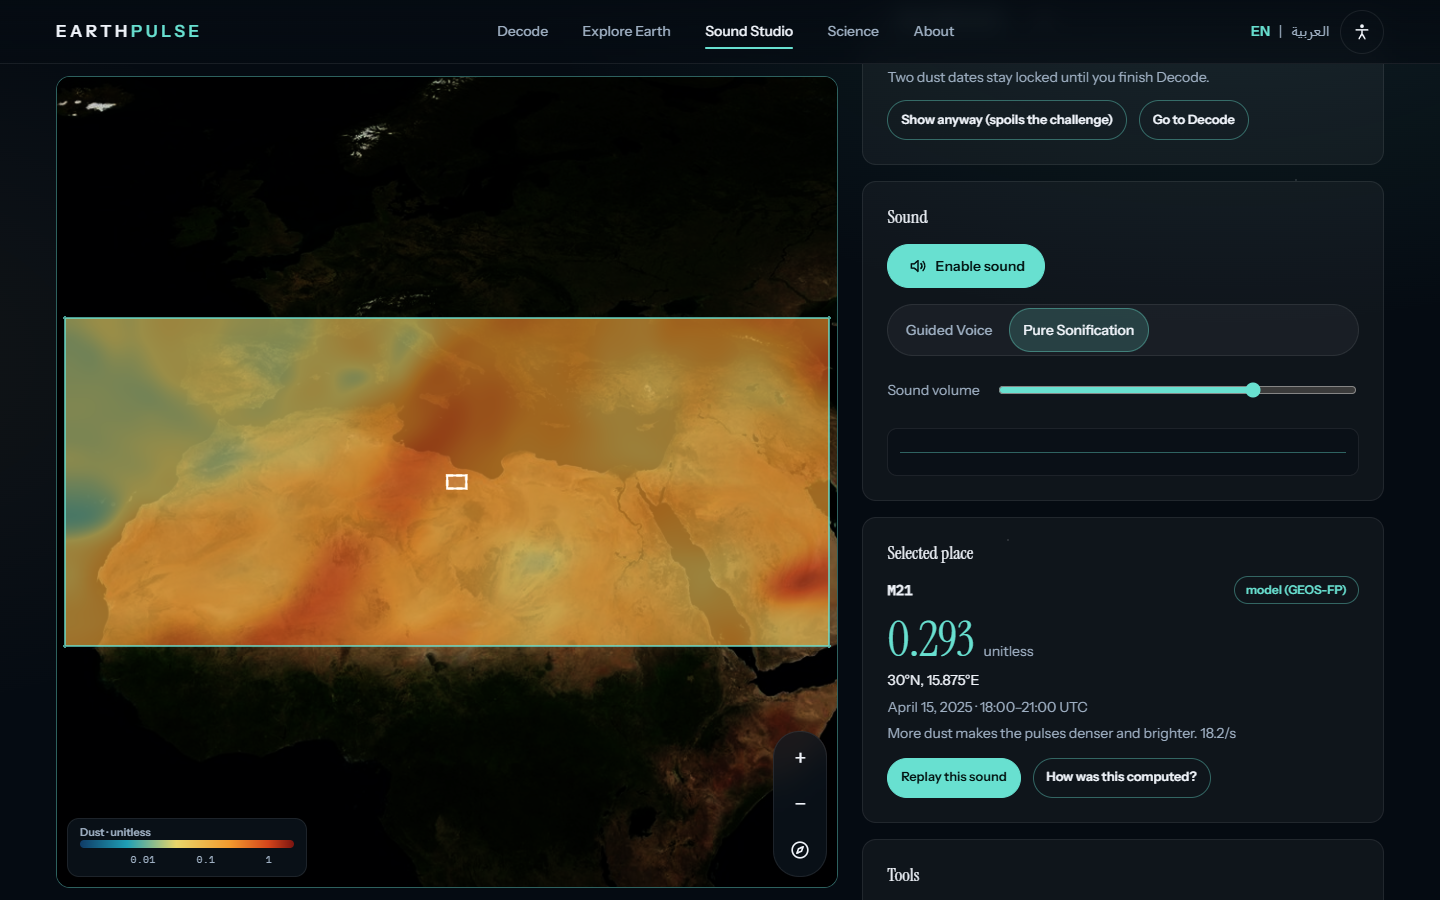 EARTHPULSE
Decode
Explore Earth
Sound Studio
Science
About
EN | العربية
Two dust dates stay locked until you finish Decode.
Show anyway (spoils the challenge)
Go to Decode
Sound
Enable sound
Guided Voice
Pure Sonification
Sound volume
Selected place
M21
model (GEOS-FP)
0.293 unitless
30°N, 15.875°E
April 15, 2025 · 18:00–21:00 UTC
More dust makes the pulses denser and brighter. 18.2/s
Replay this sound
How was this computed?
Tools
Dust · unitless
0.01 0.1 1